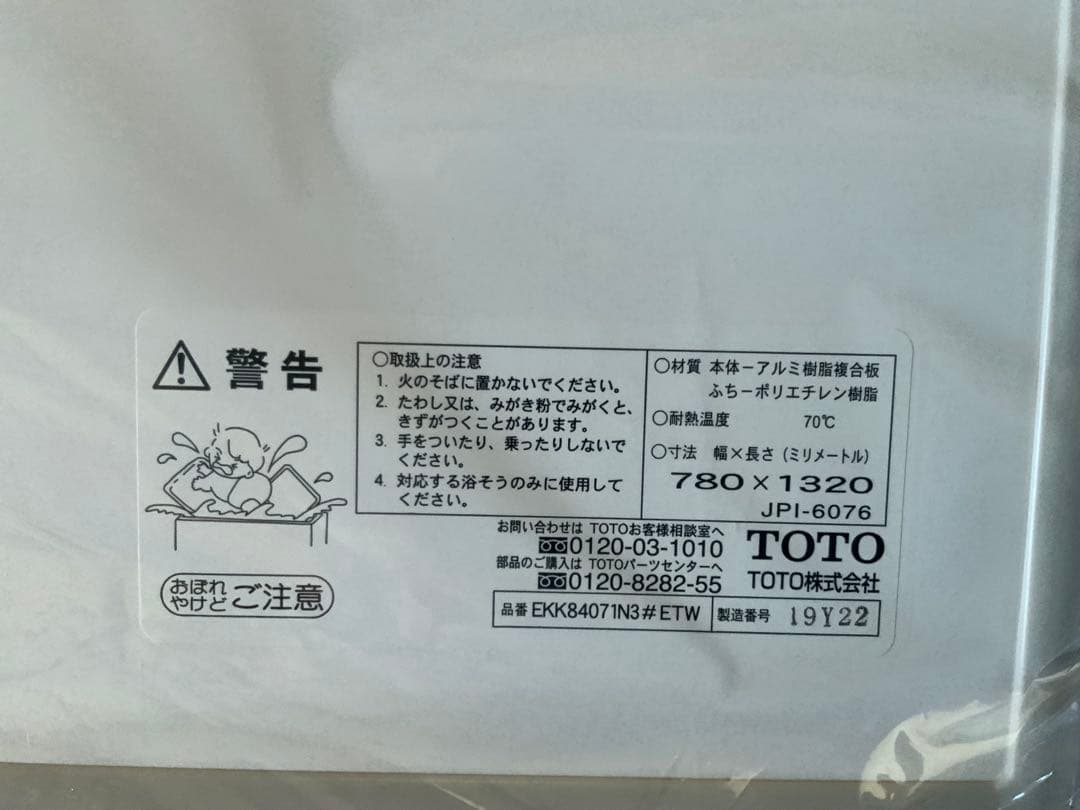 警告
おぼれ
やけど ご注意
○取扱上の注意
1. 火のそばに置かないでください。
2. たわし又は、みがき粉でみがくと、
きずがつくことがあります。
3. 手をついたり、乗ったりしないで
ください。
4. 対応する浴そうのみに使用して
ください。
○材質 本体－アルミ樹脂複合板
ふち－ポリエチレン樹脂
○耐熱温度 70℃
○寸法 幅×長さ(ミリメートル)
780×1320
JPI-6076
お問い合わせは TOTOお客様相談室へ
0120-03-1010
部品のご購入は TOTOパーツセンターへ
0120-8282-55
TOTO
TOTO株式会社
品番 EKK84071N3#ETW 製造番号 19Y22